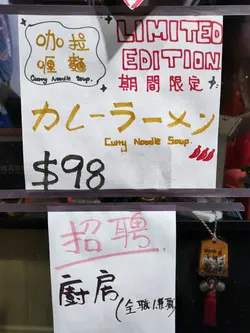 咖拉
喱麵
Curry Noodle Soup.
LIMITED
EDITION
期間限定
カレーラーメン
Curry Noodle Soup.
$98
招聘
廚房
(全職/兼職)